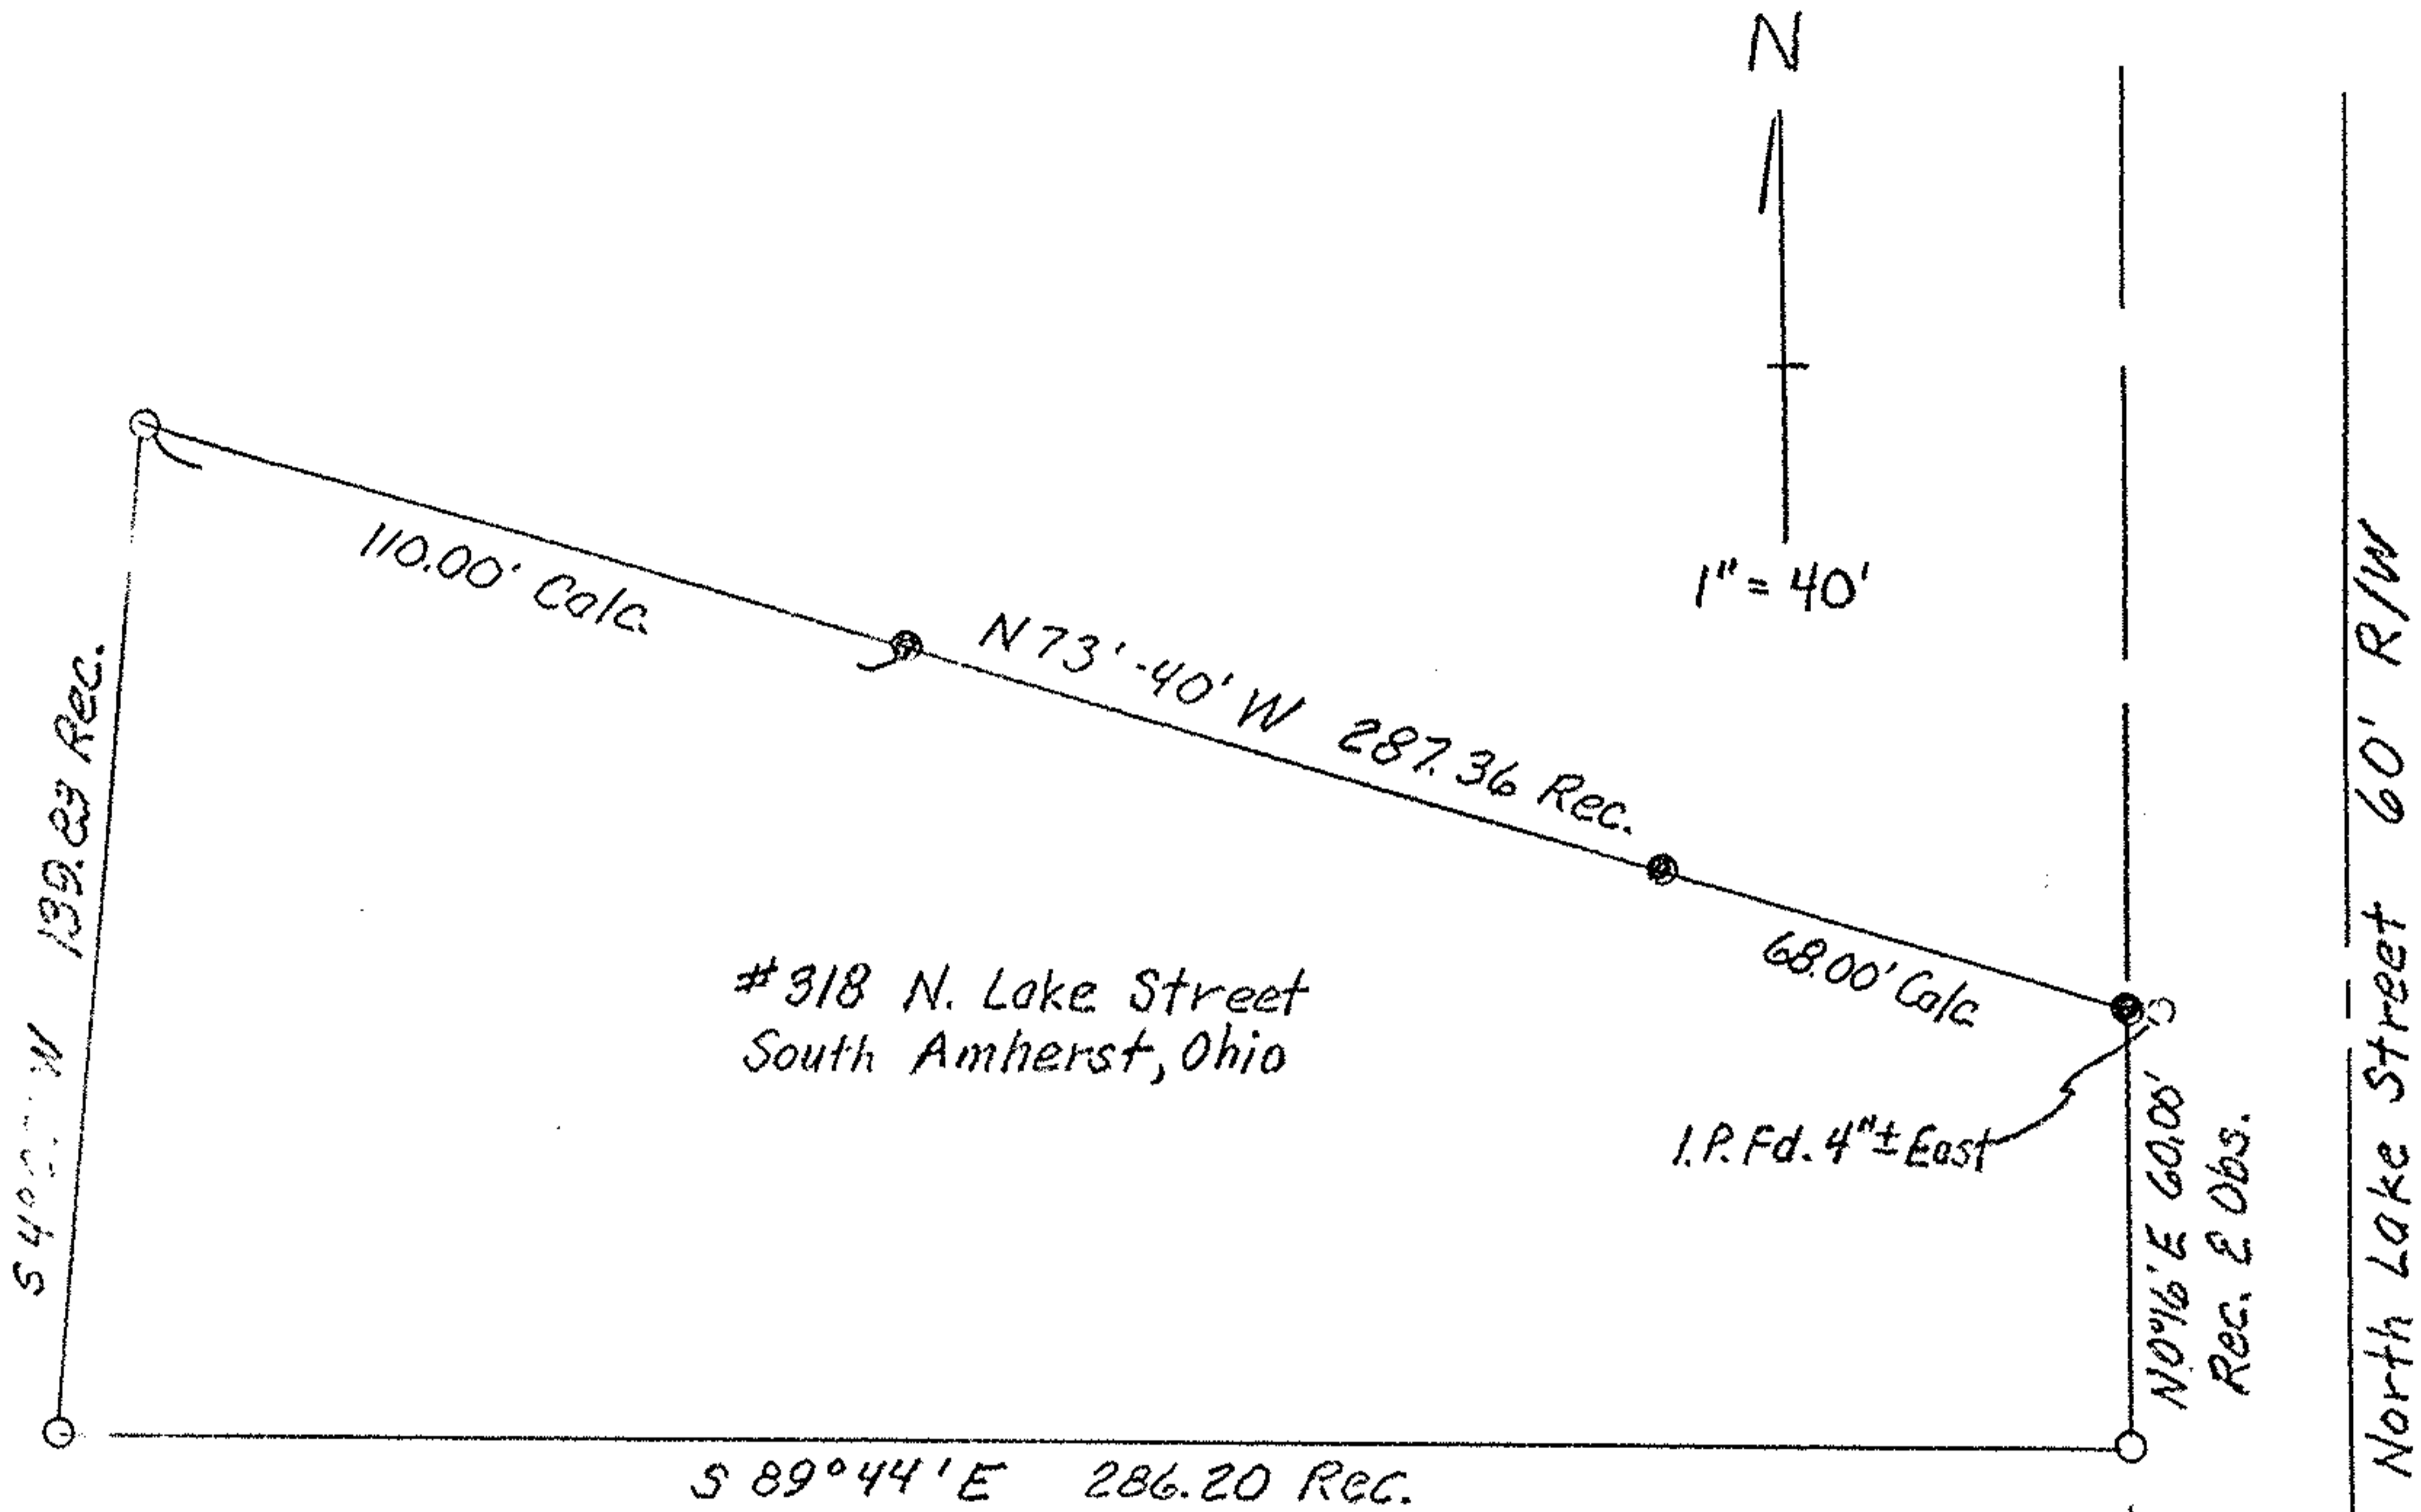 N
1" = 40'
110.00' Calc.
N 73'-40' W 287.36 Rec.
68.00' Calc
139.23 Rec.
S 4° W
#318 N. Lake Street
South Amherst, Ohio
I.P. Fd. 4"± East
N0°16'E 60.00'
Rec. & Obs.
North Lake Street 60' R/W
S 89°44'E 286.20 Rec.